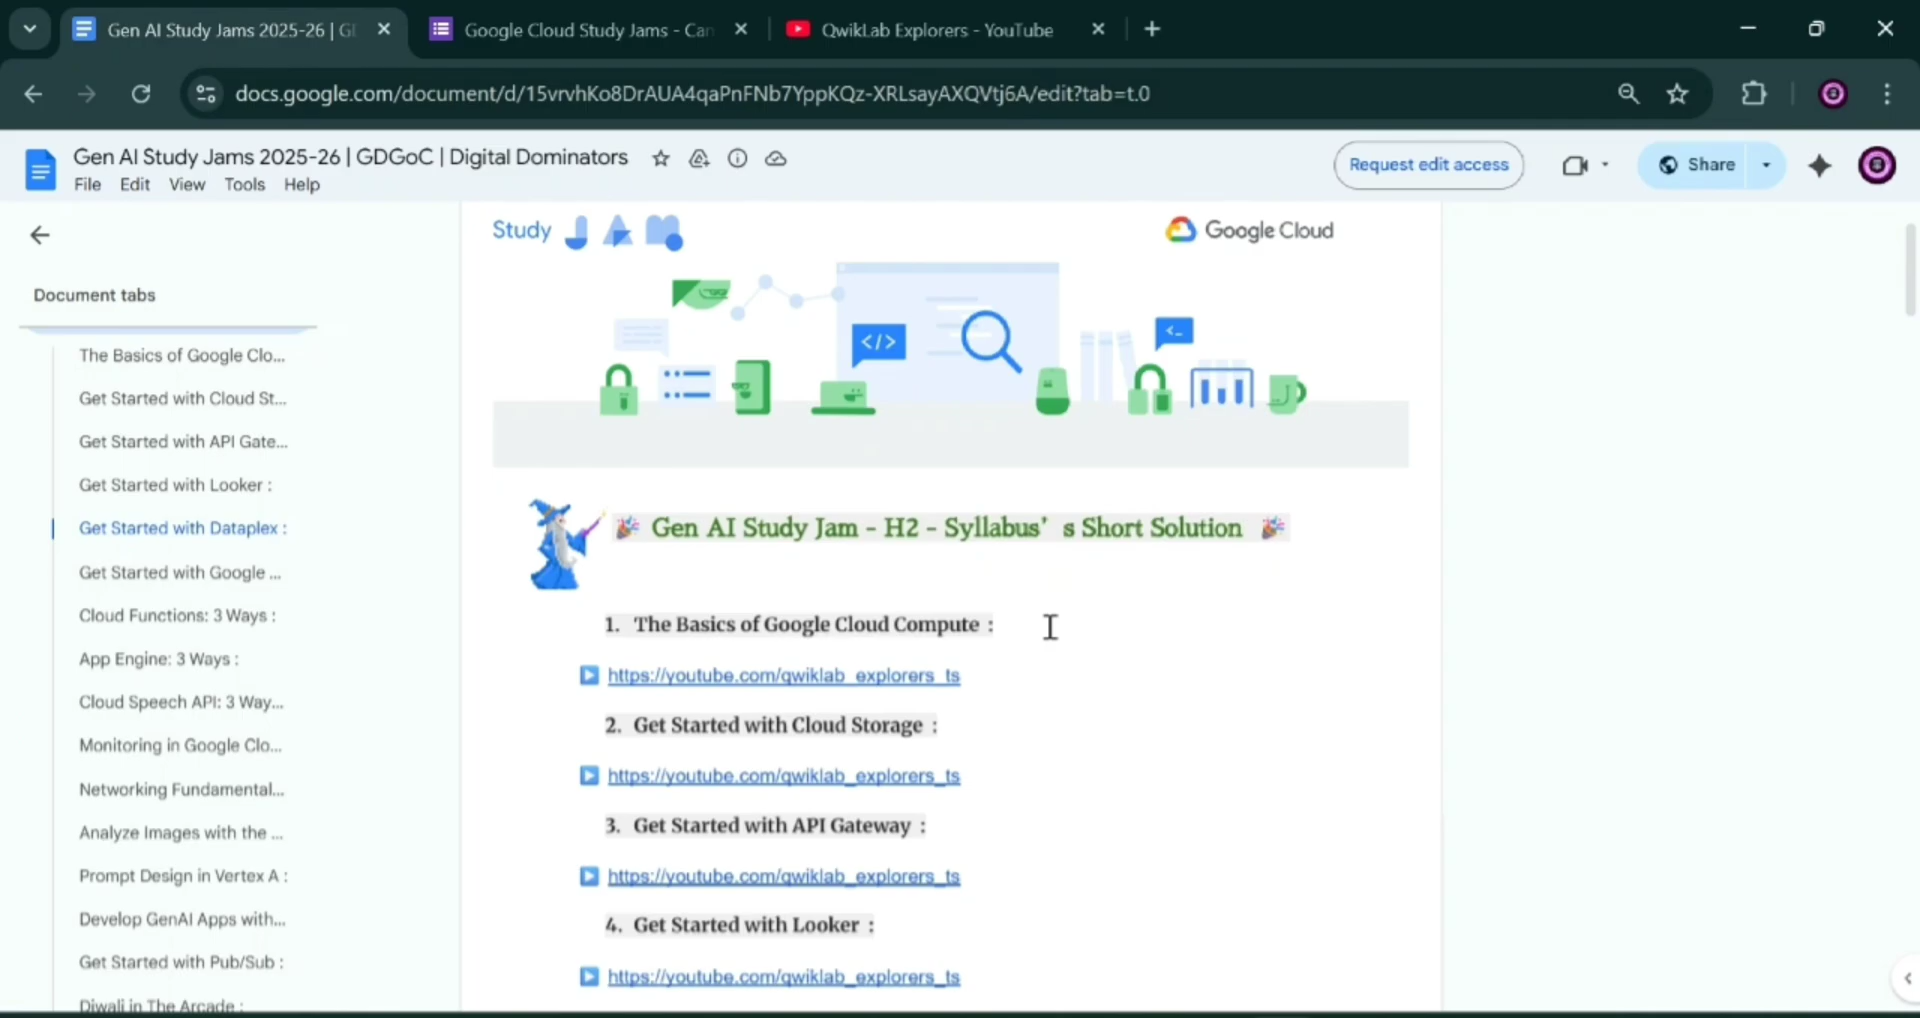 Gen AI Study Jams 2025-26 | GD
Google Cloud Study Jams - Car
QwikLab Explorers - YouTube
docs.google.com/document/d/15vrvhKo8DrAUA4qaPnFNb7YppKQz-XRLsayAXQVtj6A/edit?tab=t.0
Gen AI Study Jams 2025-26 | GDGoC | Digital Dominators
File Edit View Tools Help
Request edit access
Share
Study JAM
Google Cloud
Document tabs
The Basics of Google Clo...
Get Started with Cloud St...
Get Started with API Gate...
Get Started with Looker :
Get Started with Dataplex :
Get Started with Google ...
Cloud Functions: 3 Ways :
App Engine: 3 Ways :
Cloud Speech API: 3 Way...
Monitoring in Google Clo...
Networking Fundamental...
Analyze Images with the ...
Prompt Design in Vertex A :
Develop GenAI Apps with...
Get Started with Pub/Sub :
Diwali in The Arcade :
</>
<_
🎉 Gen AI Study Jam - H2 - Syllabus’s Short Solution 🎉
1. The Basics of Google Cloud Compute :
▶️ https://youtube.com/qwiklab_explorers_ts
2. Get Started with Cloud Storage :
▶️ https://youtube.com/qwiklab_explorers_ts
3. Get Started with API Gateway :
▶️ https://youtube.com/qwiklab_explorers_ts
4. Get Started with Looker :
▶️ https://youtube.com/qwiklab_explorers_ts